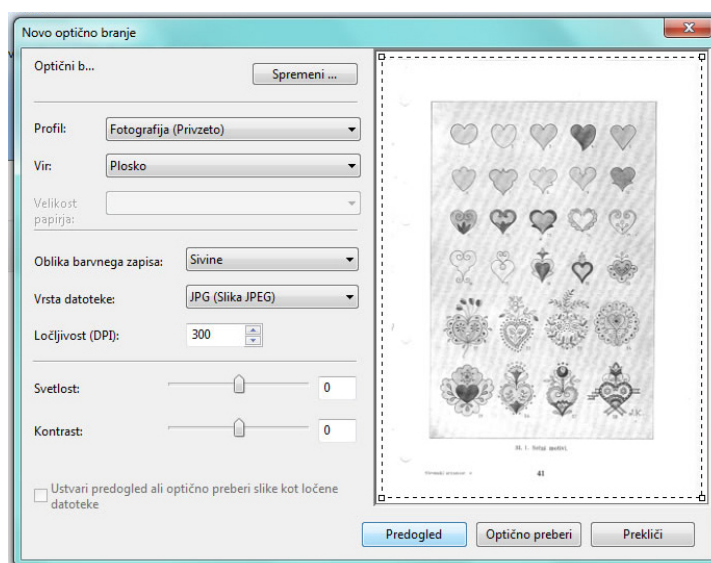 Novo optično branje
Optični b...
Spremeni ...
Profil:
Fotografija (Privzeto)
Vir:
Plosko
Velikost
papirja:
Oblika barvnega zapisa:
Sivine
Vrsta datoteke:
JPG (Slika JPEG)
Ločljivost (DPI):
300
Svetlost:
0
Kontrast:
0
Ustvari predogled ali optično preberi slike kot ločene
datoteke
41
Predogled
Optično preberi
Prekliči